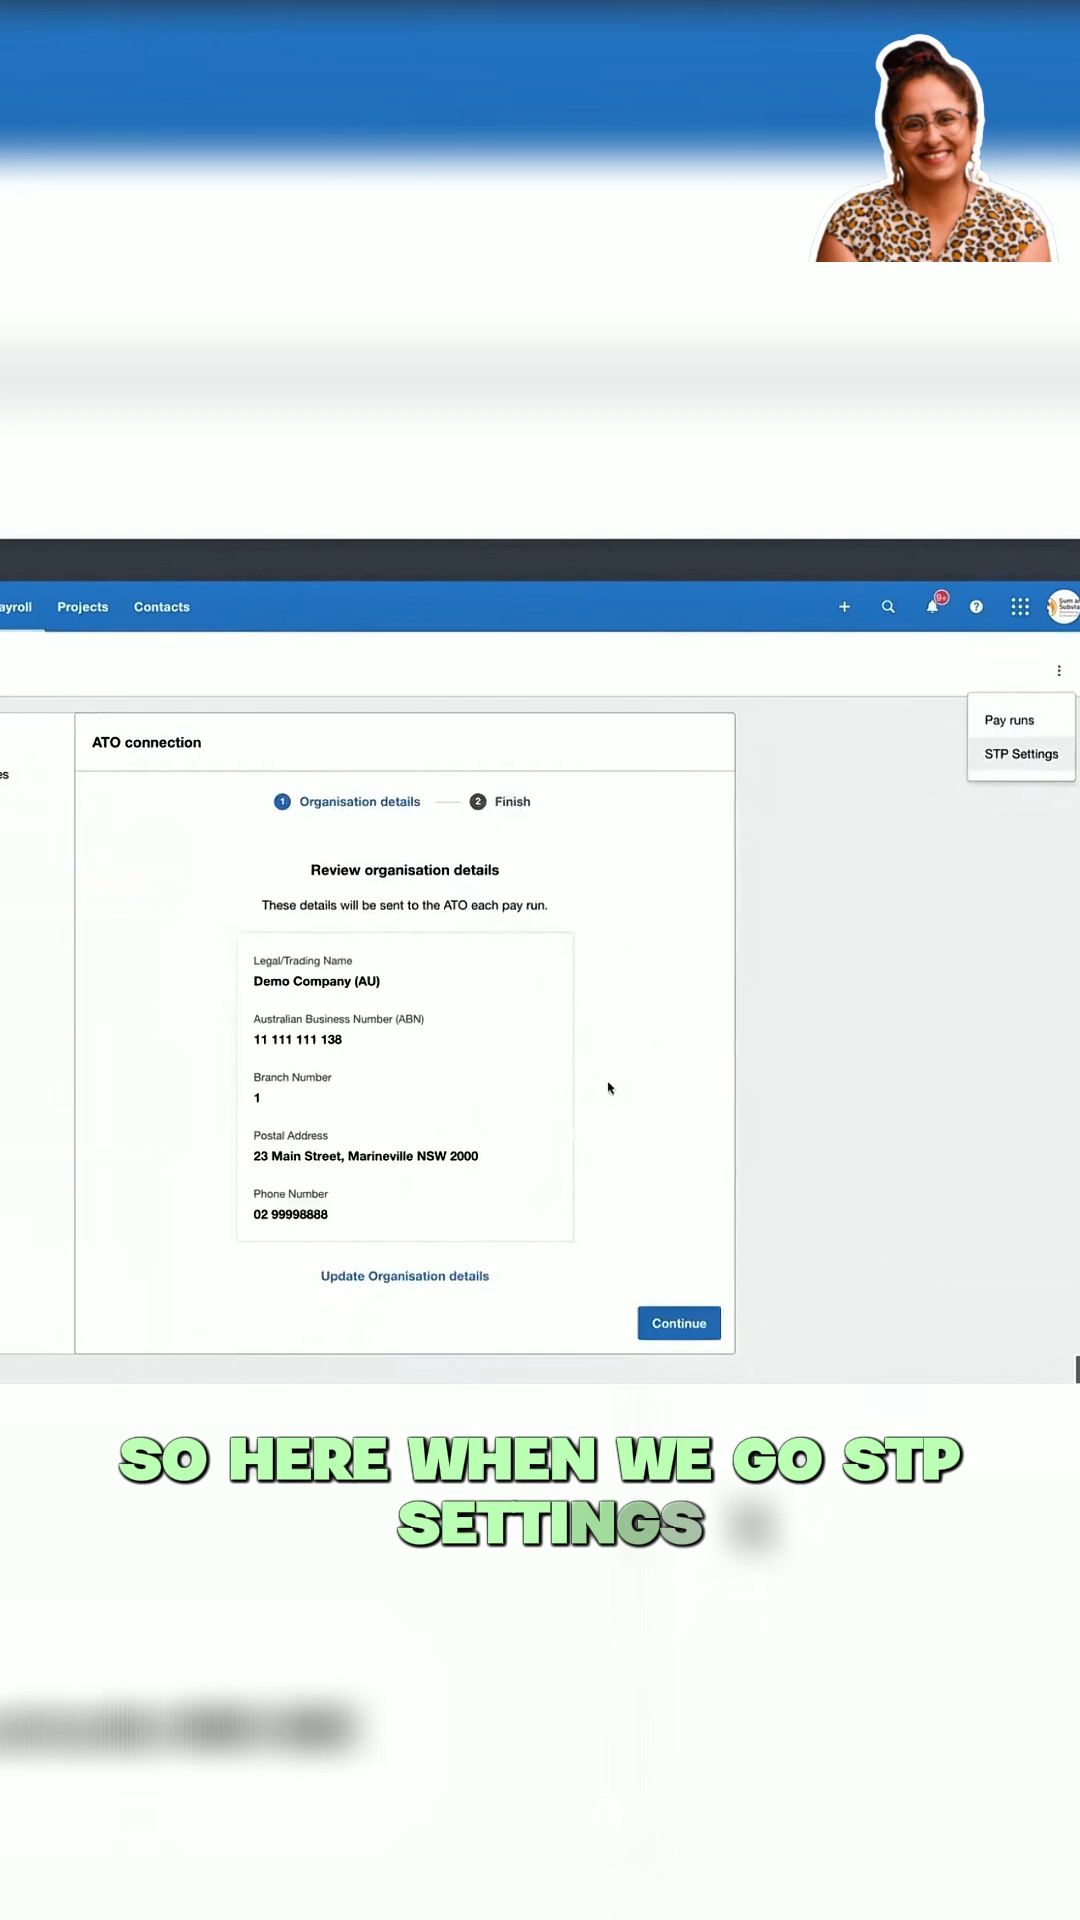 Projects
Contacts
9+
Pay runs
STP Settings
ATO connection
1 Organisation details
2 Finish
Review organisation details
These details will be sent to the ATO each pay run.
Legal/Trading Name
Demo Company (AU)
Australian Business Number (ABN)
11 111 111 138
Branch Number
1
Postal Address
23 Main Street, Marineville NSW 2000
Phone Number
02 99998888
Update Organisation details
Continue
SO HERE WHEN WE GO STP
SETTINGS